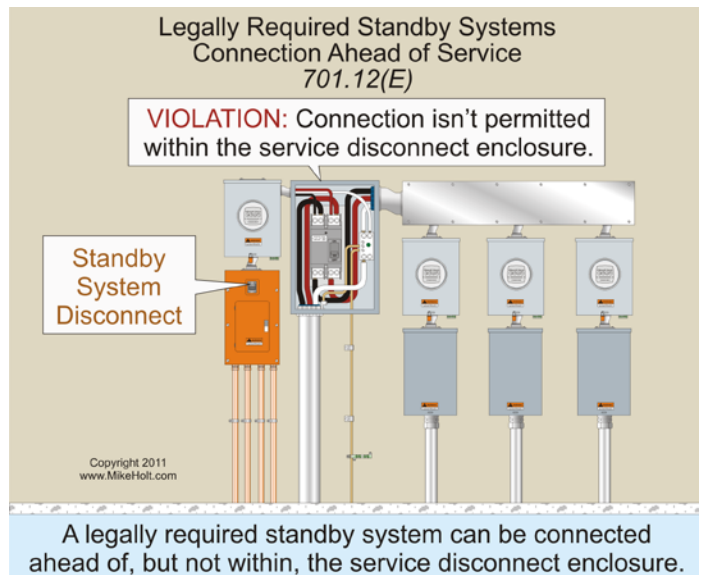 Legally Required Standby Systems
Connection Ahead of Service
701.12(E)
VIOLATION: Connection isn't permitted
within the service disconnect enclosure.
Standby
System
Disconnect
Copyright 2011
www.MikeHolt.com
A legally required standby system can be connected
ahead of, but not within, the service disconnect enclosure.